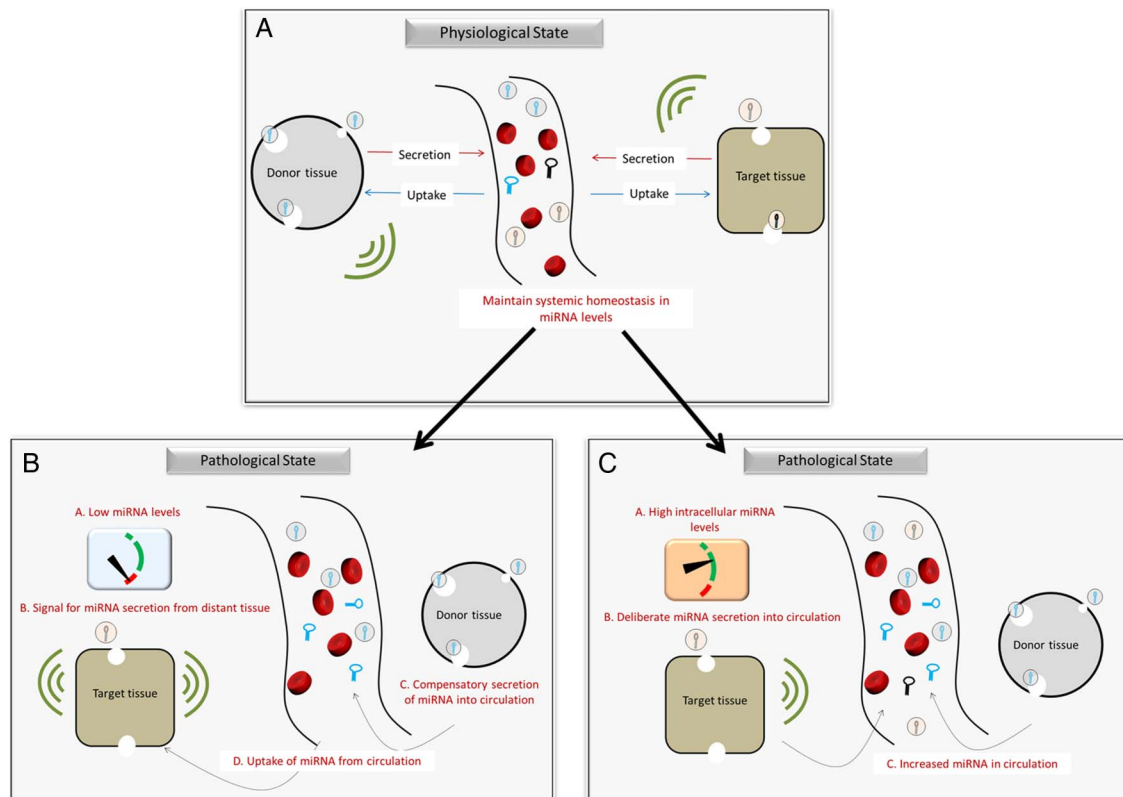 A
Physiological State
Donor tissue
Secretion
Uptake
Secretion
Uptake
Target tissue
Maintain systemic homeostasis in
miRNA levels
B
Pathological State
A. Low miRNA levels
B. Signal for miRNA secretion from distant tissue
Target tissue
Donor tissue
C. Compensatory secretion
of miRNA into circulation
D. Uptake of miRNA from circulation
C
Pathological State
A. High intracellular miRNA
levels
B. Deliberate miRNA secretion into circulation
Target tissue
Donor tissue
C. Increased miRNA in circulation